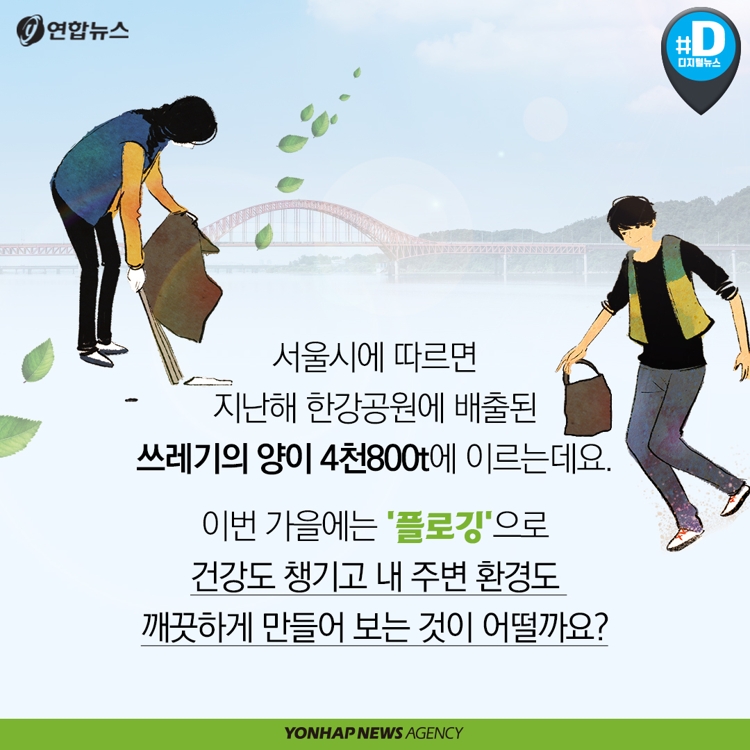 연합뉴스
#D
디지털뉴스
서울시에 따르면
지난해 한강공원에 배출된
쓰레기의 양이 4천800t에 이르는데요.
이번 가을에는 '플로깅'으로
건강도 챙기고 내 주변 환경도
깨끗하게 만들어 보는 것이 어떨까요?
YONHAP NEWS AGENCY